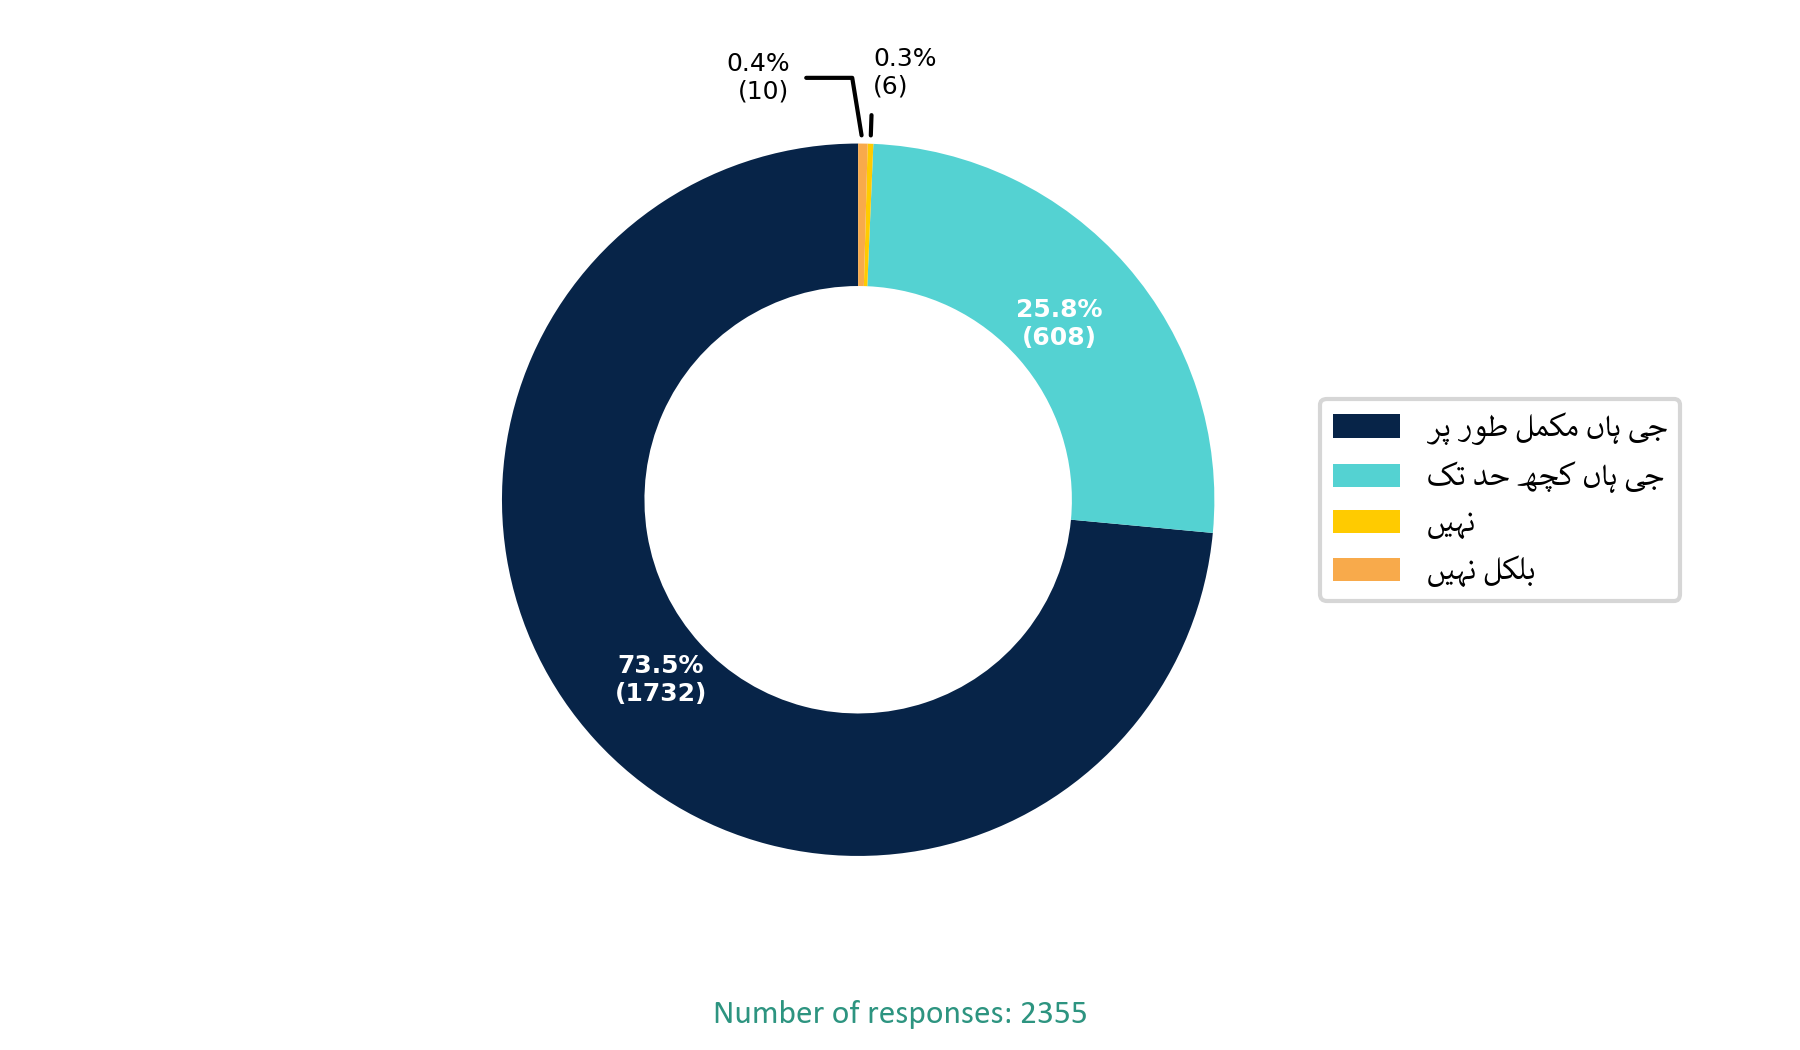 0.4%
(10)
0.3%
(6)
25.8%
(608)
73.5%
(1732)
جی ہاں مکمل طور پر
جی ہاں کچھ حد تک
نہیں
بلکل نہیں
Number of responses: 2355